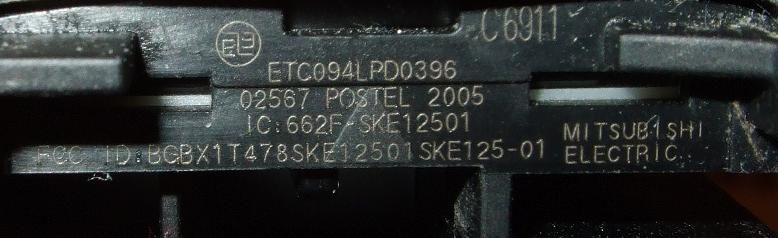 C6911
ETC094LPD0396
02567 POSTEL 2005
IC:662F-SKE12501
FCC ID:BGBX1T478SKE12501SKE125-01
MITSUBISHI
ELECTRIC